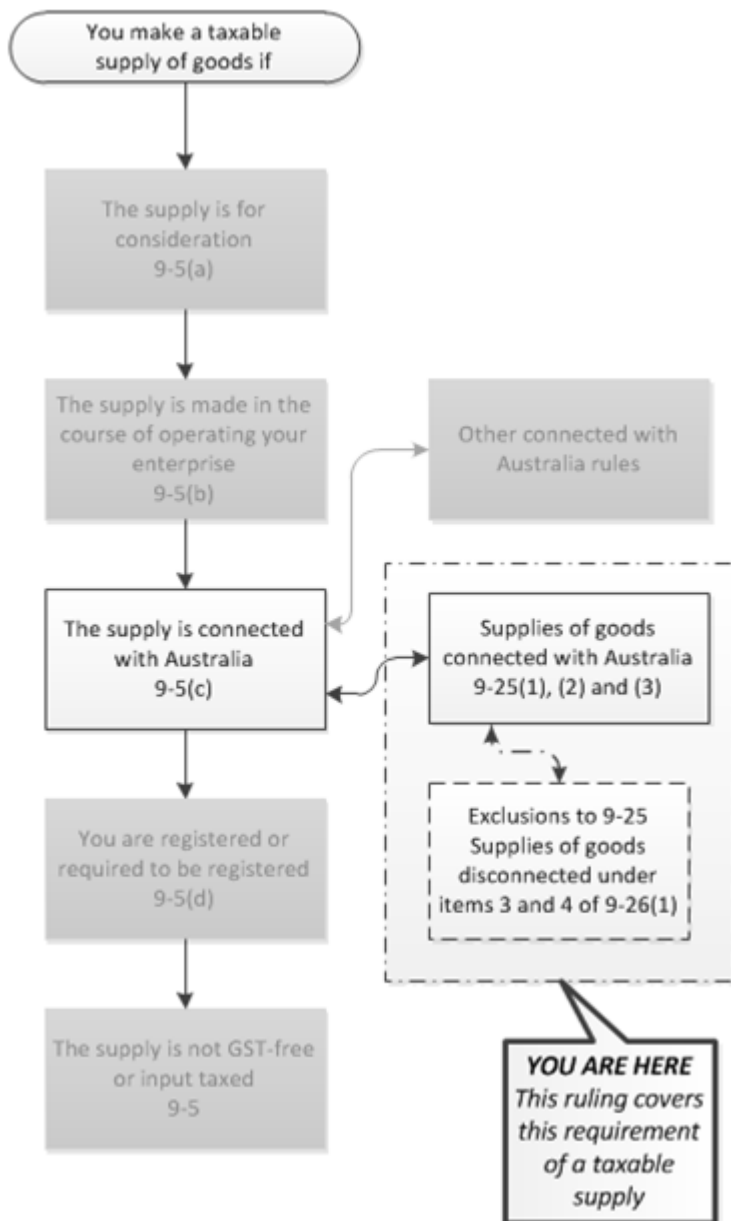 You make a taxable
supply of goods if
The supply is for
consideration
9-5(a)
The supply is made in the
course of operating your
enterprise
9-5(b)
Other connected with
Australia rules
The supply is connected
with Australia
9-5(c)
Supplies of goods
connected with Australia
9-25(1), (2) and (3)
Exclusions to 9-25
Supplies of goods
disconnected under
items 3 and 4 of 9-26(1)
You are registered or
required to be registered
9-5(d)
The supply is not GST-free
or input taxed
9-5
YOU ARE HERE
This ruling covers
this requirement
of a taxable
supply